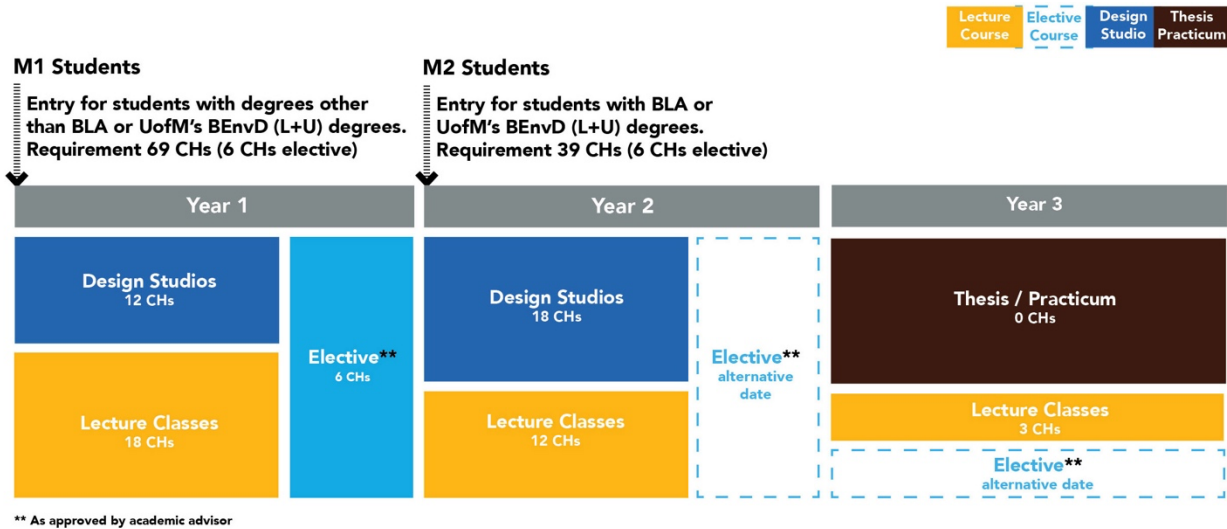 Lecture
Course
Elective
Course
Design
Studio
Thesis
Practicum
M1 Students
Entry for students with degrees other
than BLA or UofM's BEnvD (L+U) degrees.
Requirement 69 CHs (6 CHs elective)
M2 Students
Entry for students with BLA or
UofM's BEnvD (L+U) degrees.
Requirement 39 CHs (6 CHs elective)
Year 1
Year 2
Year 3
Design Studios
12 CHs
Lecture Classes
18 CHs
Elective**
6 CHs
Design Studios
18 CHs
Lecture Classes
12 CHs
Elective**
alternative
date
Thesis / Practicum
0 CHs
Lecture Classes
3 CHs
Elective**
alternative date
** As approved by academic advisor